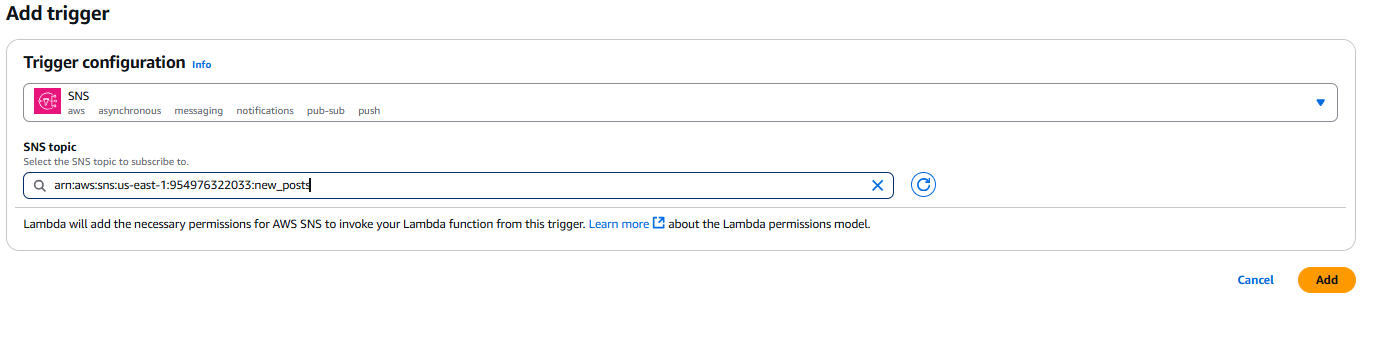 Add trigger
Trigger configuration Info
SNS
aws asynchronous messaging notifications pub-sub push
SNS topic
Select the SNS topic to subscribe to.
arn:aws:sns:us-east-1:954976322033:new_posts
Lambda will add the necessary permissions for AWS SNS to invoke your Lambda function from this trigger. Learn more about the Lambda permissions model.
Cancel Add